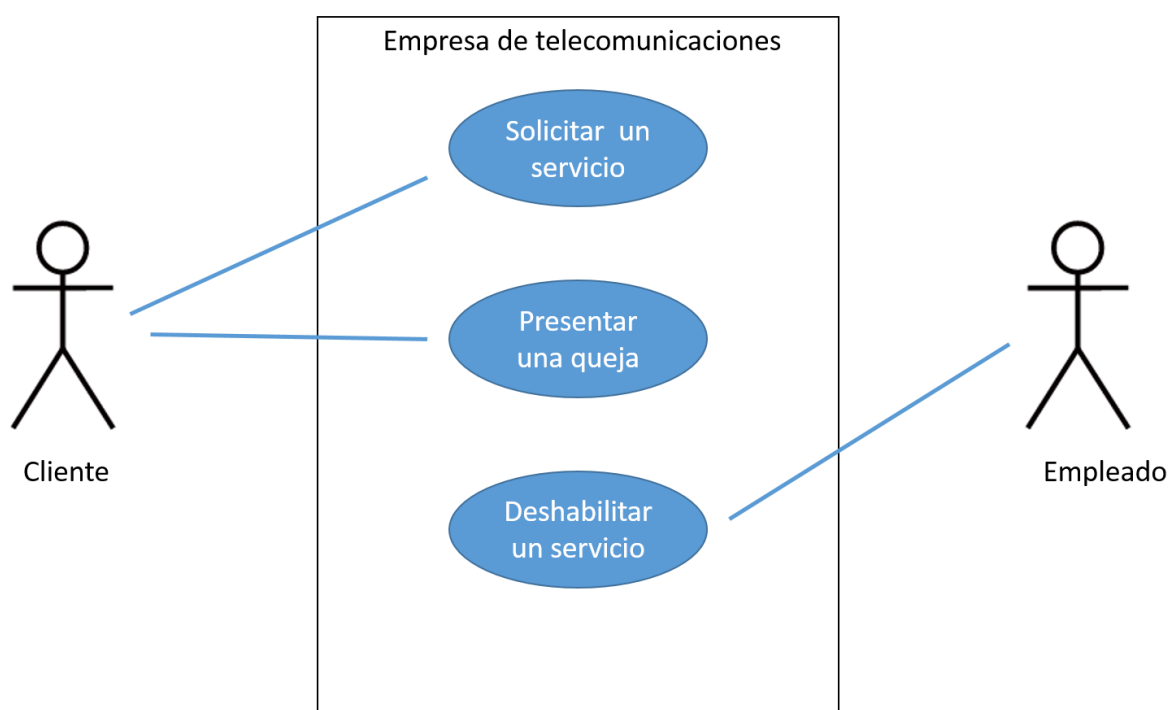 Empresa de telecomunicaciones
Solicitar  un
servicio
Presentar
una queja
Cliente
Empleado
Deshabilitar
un servicio